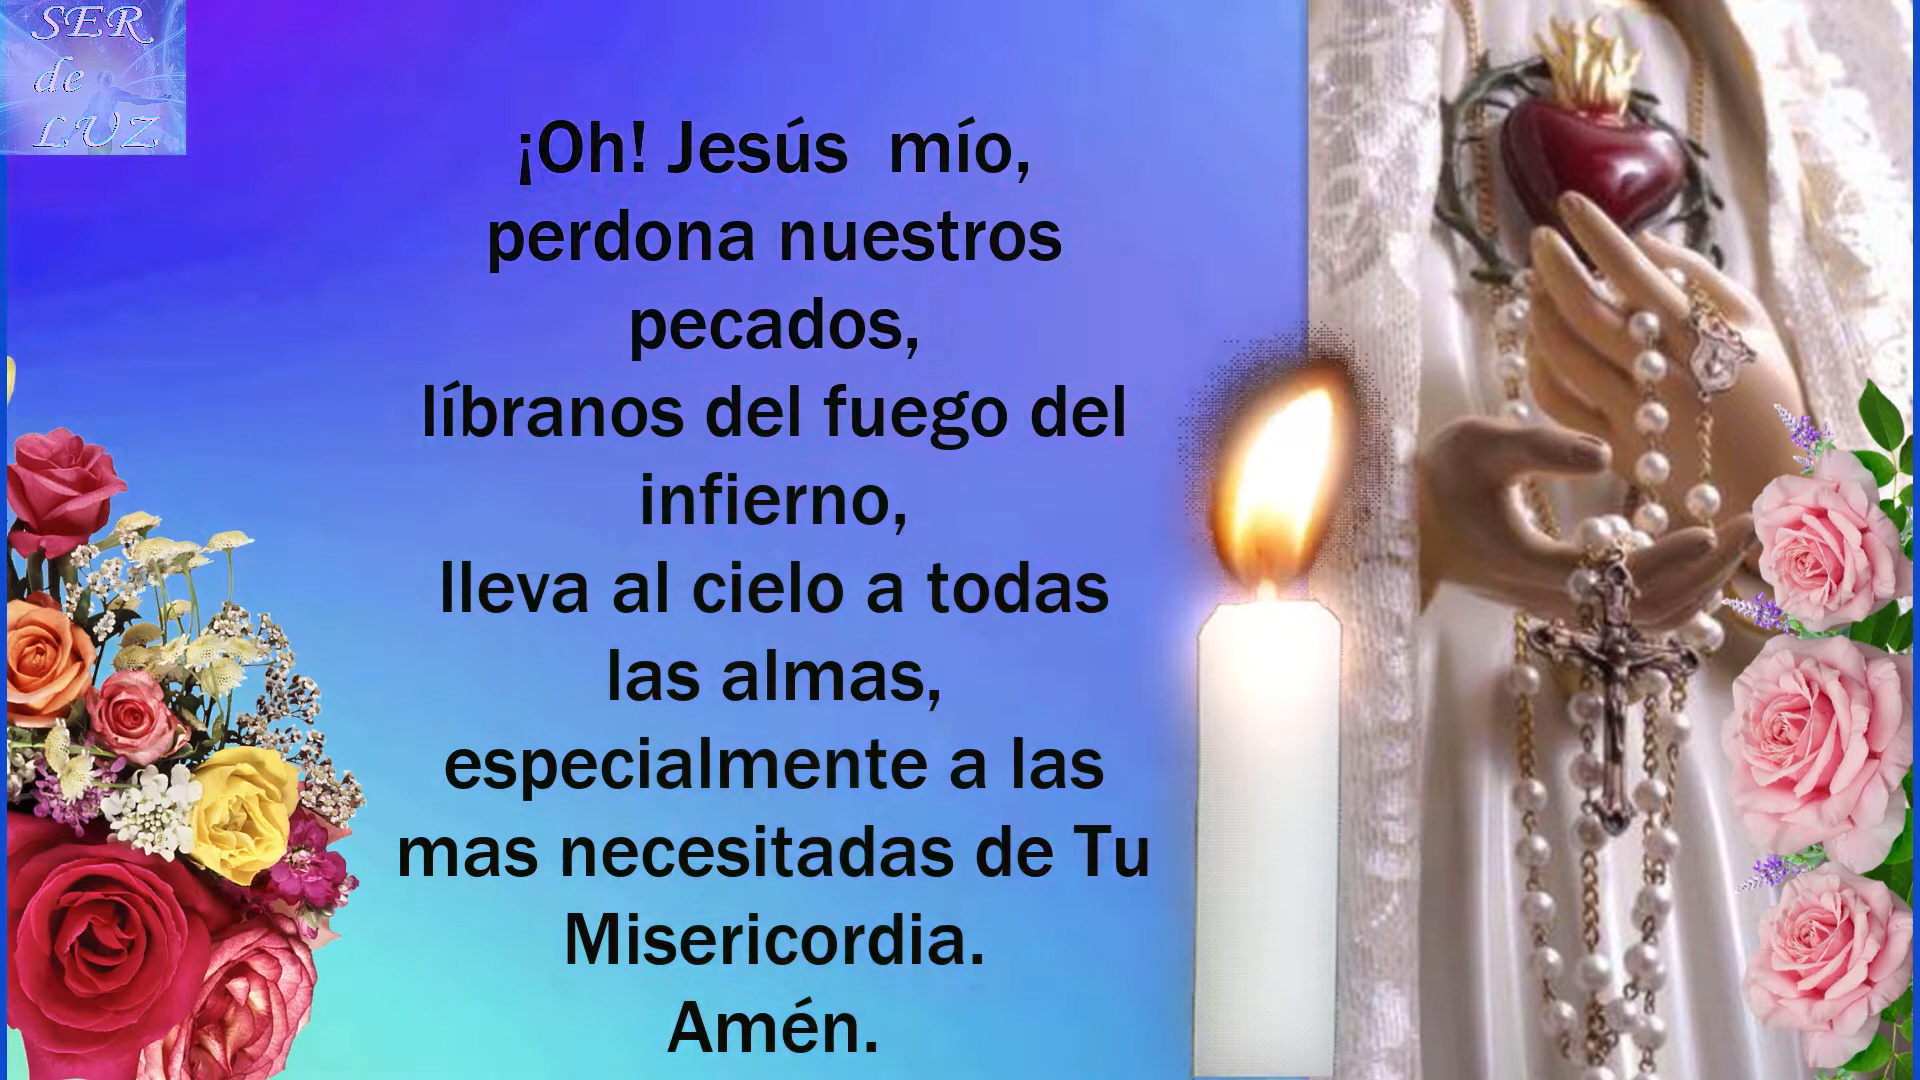 SER
de
LUZ
¡Oh! Jesús  mío,
perdona nuestros
pecados,
líbranos del fuego del
infierno,
lleva al cielo a todas
las almas,
especialmente a las
mas necesitadas de Tu
Misericordia.
Amén.